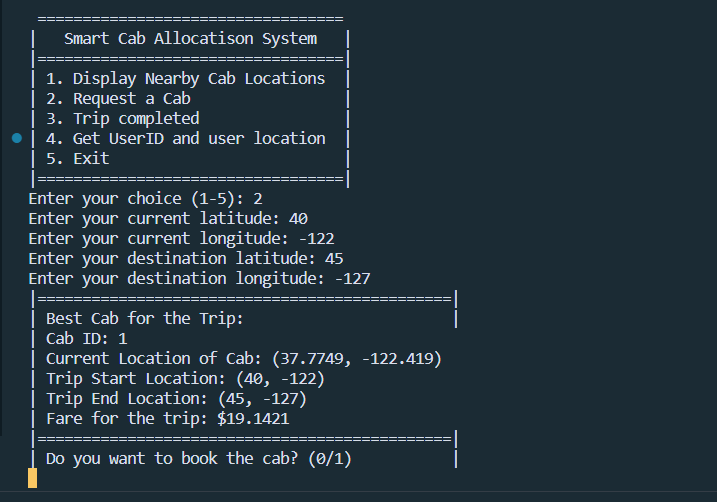 ==================================
|   Smart Cab Allocatison System   |
|==================================|
| 1. Display Nearby Cab Locations  |
| 2. Request a Cab                 |
| 3. Trip completed                |
| 4. Get UserID and user location  |
| 5. Exit                          |
|==================================|
Enter your choice (1-5): 2
Enter your current latitude: 40
Enter your current longitude: -122
Enter your destination latitude: 45
Enter your destination longitude: -127
|==============================================|
| Best Cab for the Trip:                       |
| Cab ID: 1
| Current Location of Cab: (37.7749, -122.419)
| Trip Start Location: (40, -122)
| Trip End Location: (45, -127)
| Fare for the trip: $19.1421
|==============================================|
| Do you want to book the cab? (0/1)           |